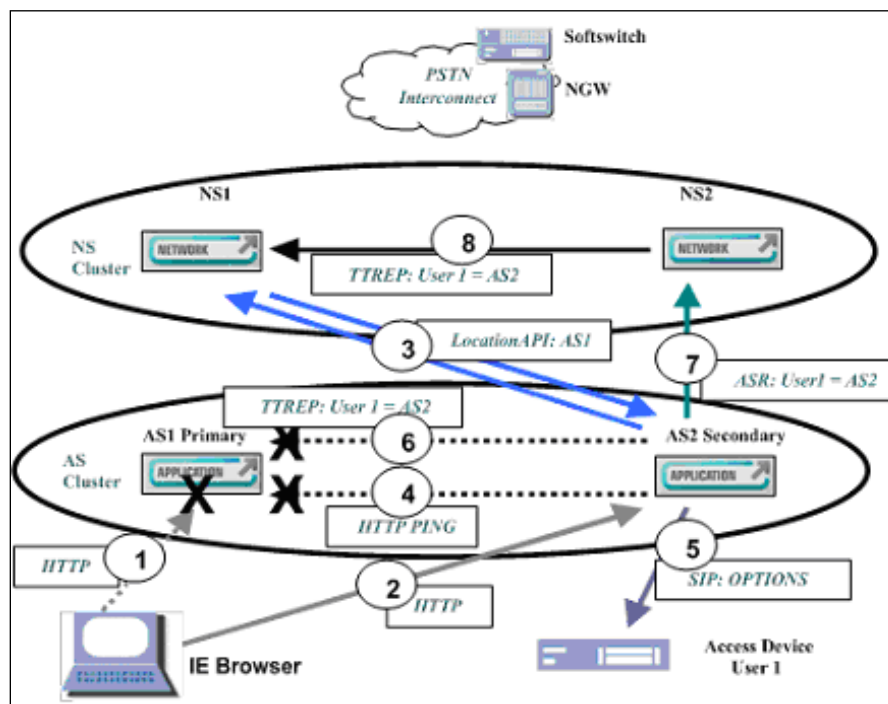 Softswitch
PSTN
Interconnect
NGW
NS1
NS2
NS
Cluster
NETWORK
NETWORK
8
TTREP: User 1 = AS2
3
LocationAPI: AS1
7
ASR: User1 = AS2
TTREP: User 1 = AS2
AS1 Primary
6
AS2 Secondary
AS
Cluster
APPLICATION
APPLICATION
X
X
X
4
HTTP PING
HTTP
1
2
HTTP
5
SIP: OPTIONS
IE Browser
Access Device
User 1